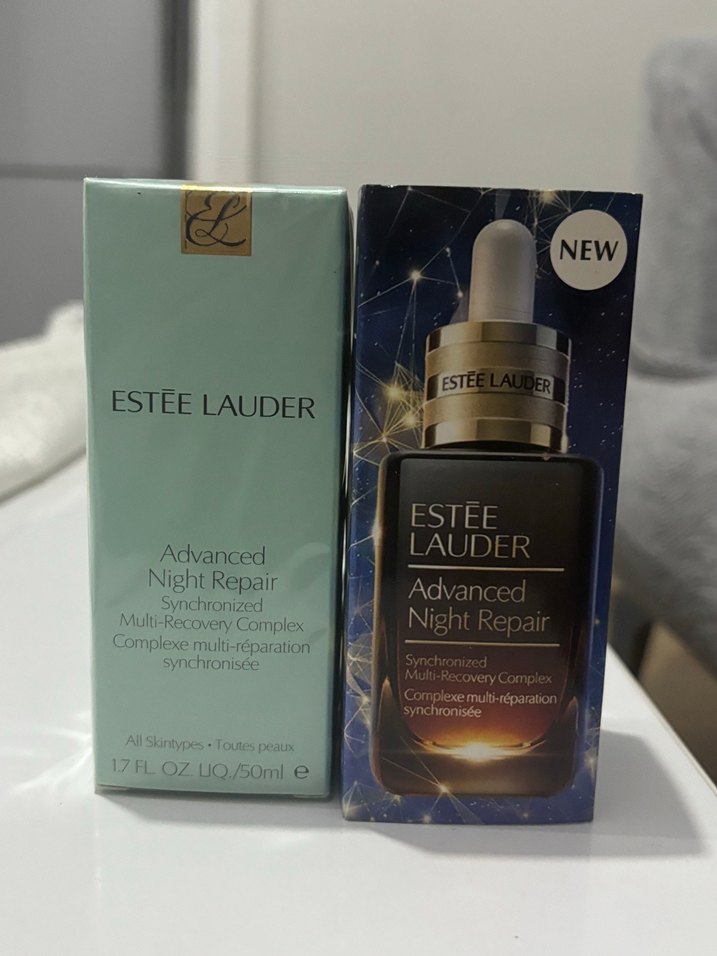 EL
ESTĒE LAUDER
Advanced
Night Repair
Synchronized
Multi-Recovery Complex
Complexe multi-réparation
synchronisée
All Skintypes • Toutes peaux
1.7 FL. OZ. LIQ./50ml e
NEW
ESTĒE LAUDER
ESTĒE
LAUDER
Advanced
Night Repair
Synchronized
Multi-Recovery Complex
Complexe multi-réparation
synchronisée